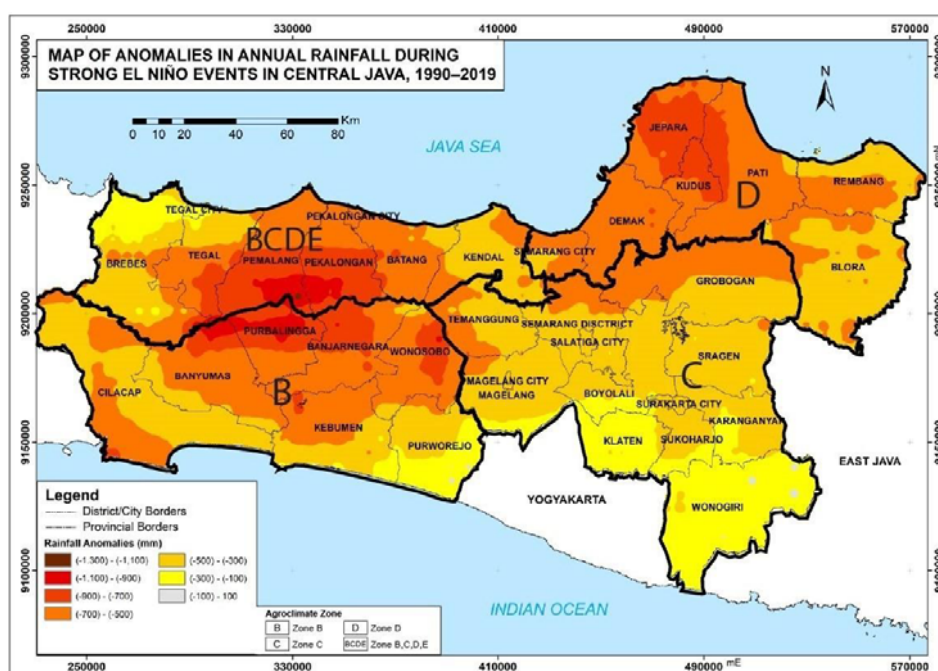 250000 330000 410000 490000 570000
MAP OF ANOMALIES IN ANNUAL RAINFALL DURING
STRONG EL NIÑO EVENTS IN CENTRAL JAVA, 1990–2019
9300000
N
Km
0 10 20 40 60 80
JAVA SEA
JEPARA
PATI
KUDUS
D
REMBANG
9250000
TEGAL CITY
PEKALONGAN CITY
DEMAK
BCDE
SEMARANG CITY
BREBES
TEGAL
PEMALANG
PEKALONGAN
BATANG
KENDAL
BLORA
GROBOGAN
9200000
TEMANGGUNG
SEMARANG DISCTRICT
PURBALINGGA
SALATIGA CITY
BANJARNEGARA
WONOSOBO
SRAGEN
BANYUMAS
MAGELANG CITY
C
CILACAP
B
MAGELANG
BOYOLALI
SURAKARTA CITY
KEBUMEN
KARANGANYAR
PURWOREJO
KLATEN
SUKOHARJO
9150000
EAST JAVA
Legend
District/City Borders
Provincial Borders
YOGYAKARTA
WONOGIRI
Rainfall Anomalies (mm)
(-1.300) - (-1,100) (-500) - (-300)
(-1.100) - (-900) (-300) - (-100)
(-900) - (-700) (-100) - 100
(-700) - (-500)
9100000
INDIAN OCEAN
Agroclimate Zone
B Zone B D Zone D
C Zone C BCDE Zone B,C,D,E
250000 330000 410000 490000 mE 570000